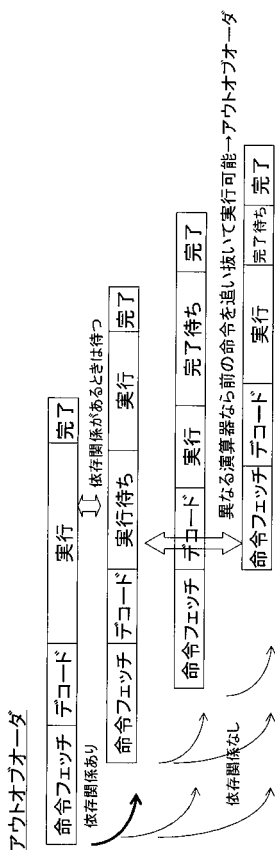 アウトオブオーダ
命令フェッチ デコード 実行 完了
依存関係あり
依存関係があるときは待つ
命令フェッチ デコード 実行待ち 実行 完了
命令フェッチ デコード 実行 完了待ち 完了
依存関係なし
異なる演算器なら前の命令を追い抜いて実行可能→アウトオブオーダ
命令フェッチ デコード 実行 完了待ち 完了